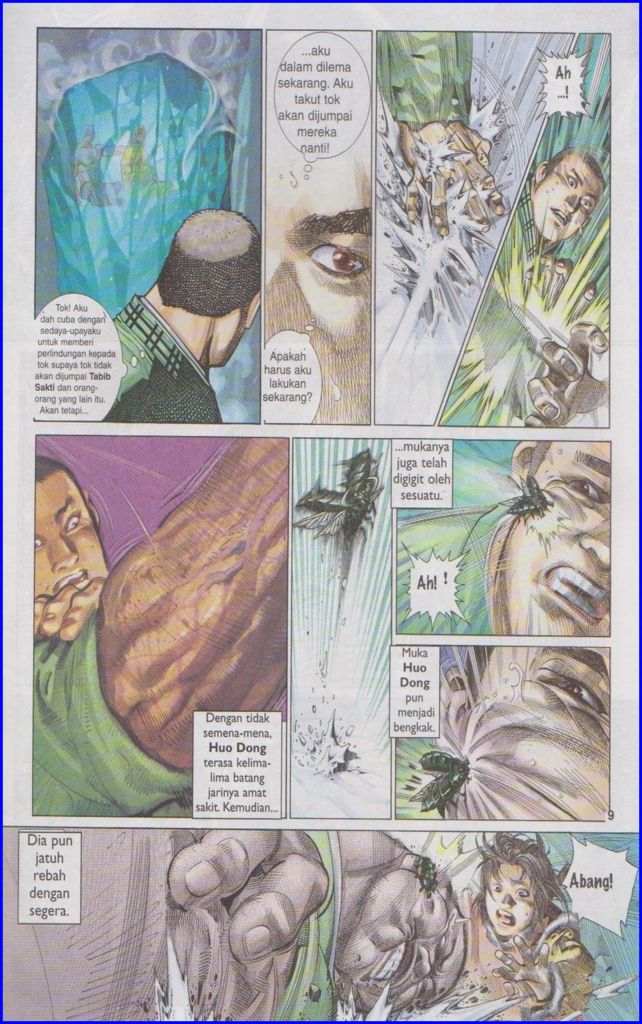 Tok! Aku
dah cuba dengan
sedaya-upayaku
untuk memberi
perlindungan kepada
tok supaya tok tidak
akan dijumpai Tabib
Sakti dan orang-
orang yang lain itu.
Akan tetapi...
...aku
dalam dilema
sekarang. Aku
takut tok
akan dijumpai
mereka
nanti!
Apakah
harus aku
lakukan
sekarang?
Ah
...!
Dengan tidak
semena-mena,
Huo Dong
terasa kelima-
lima batang
jarinya amat
sakit. Kemudian...
...mukanya
juga telah
digigit oleh
sesuatu.
Ah! !
Muka
Huo
Dong
pun
menjadi
bengkak.
9
Dia pun
jatuh
rebah
dengan
segera.
Abang!